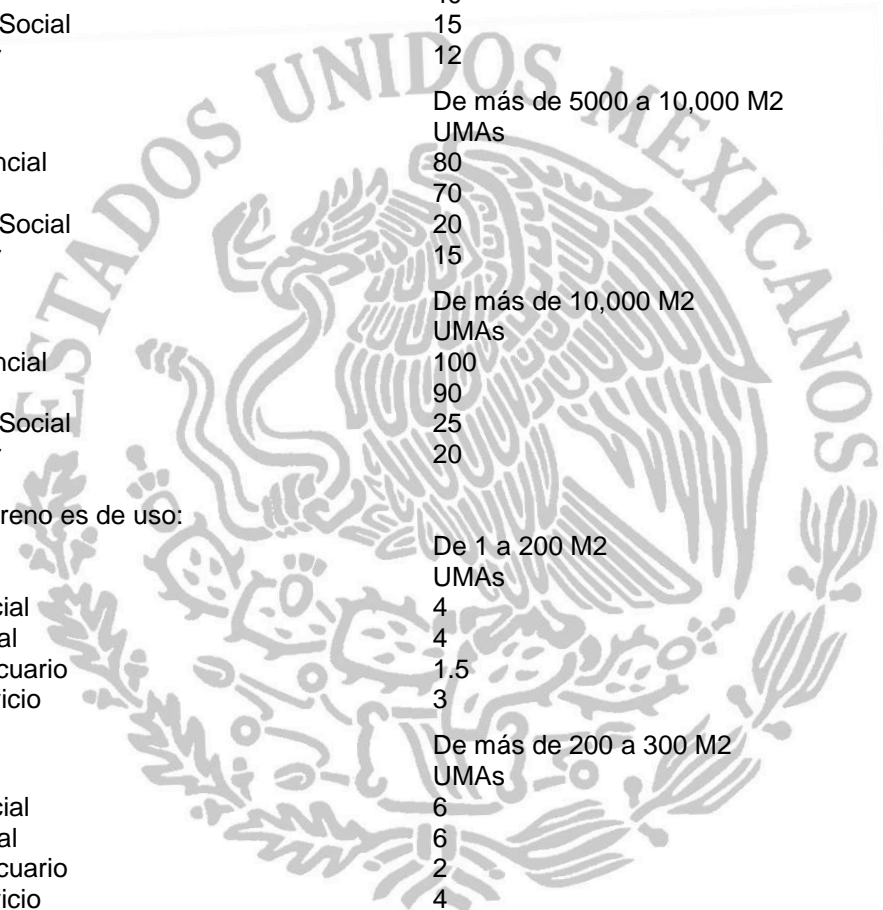 Social 15
12
De más de 5000 a 10,000 M2
UMAs
ncial 80
70
Social 20
15
De más de 10,000 M2
UMAs
ncial 100
90
Social 25
20
reno es de uso:
De 1 a 200 M2
UMAs
cial 4
al 4
cuario 1.5
icio 3
De más de 200 a 300 M2
UMAs
cial 6
al 6
cuario 2
icio 4
ESTADOS UNIDOS MEXICANOS